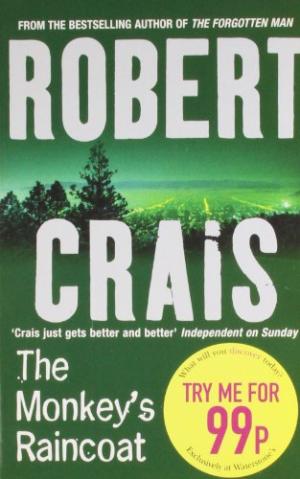 FROM THE BESTSELLING AUTHOR OF THE FORGOTTEN MAN
ROBERT
CRAIS
'Crais just gets better and better' Independent on Sunday
The
Monkey's
Raincoat
What will you discover today?
TRY ME FOR
99P
Exclusively at Waterstone's